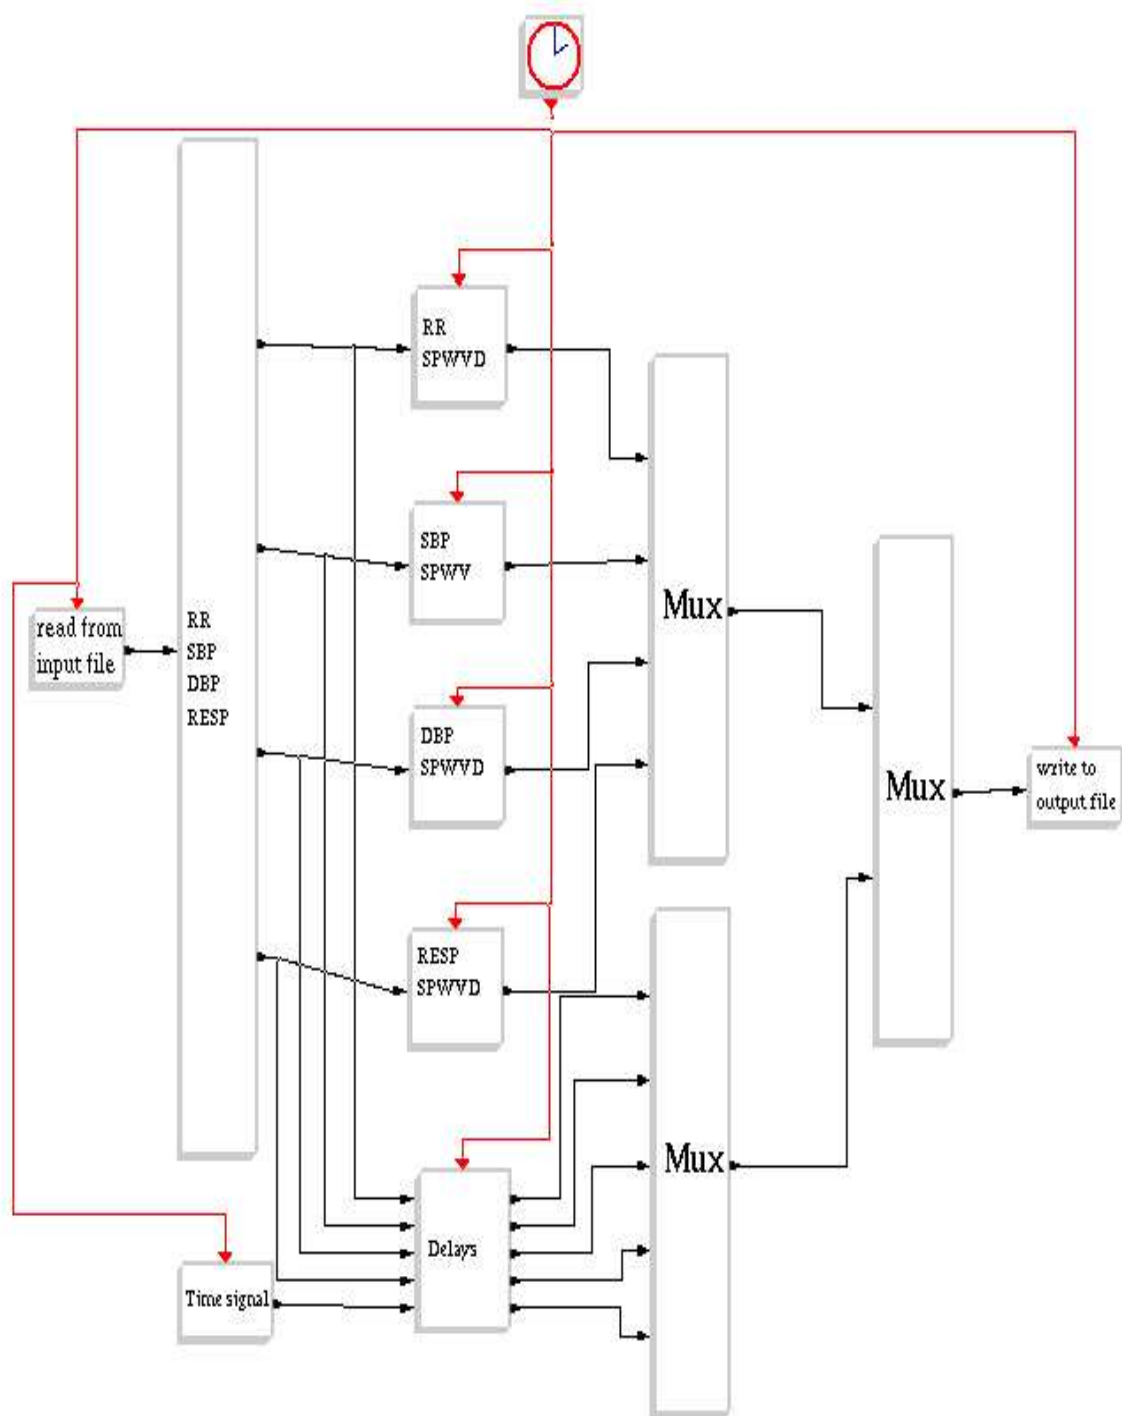 RR
SPWVD
SBP
SPWV
Mux
read from
input file
RR
SBP
DBP
RESP
DBP
SPWVD
Mux
write to
output file
RESP
SPWVD
Mux
Delays
Time signal